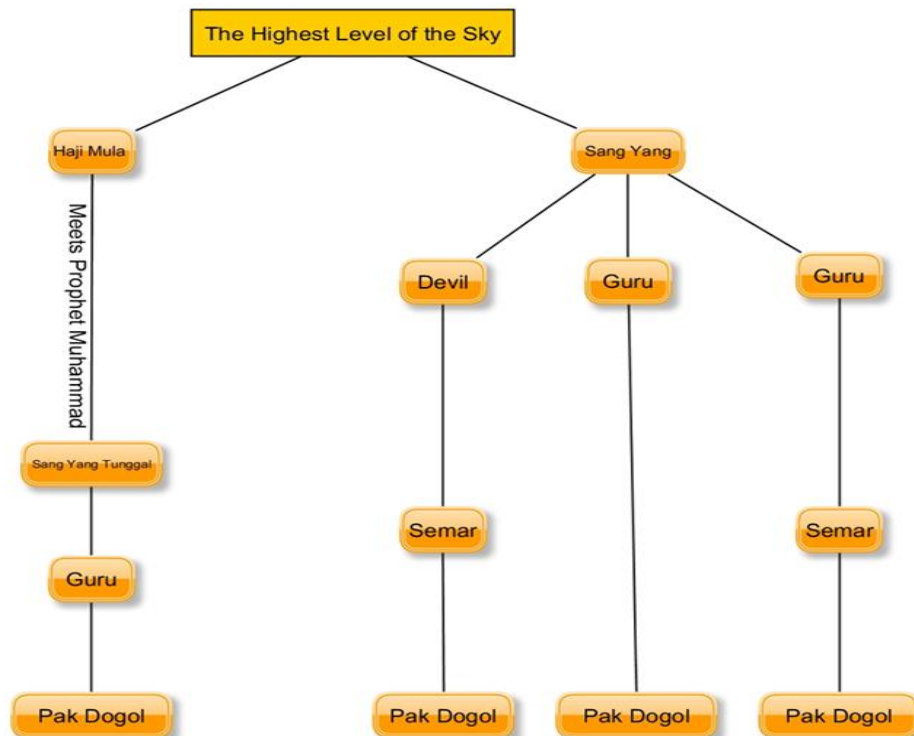 The Highest Level of the Sky
Haji Mula
Sang Yang
Meets Prophet Muhammad
Devil
Guru
Guru
Sang Yang Tunggal
Semar
Semar
Guru
Pak Dogol
Pak Dogol
Pak Dogol
Pak Dogol